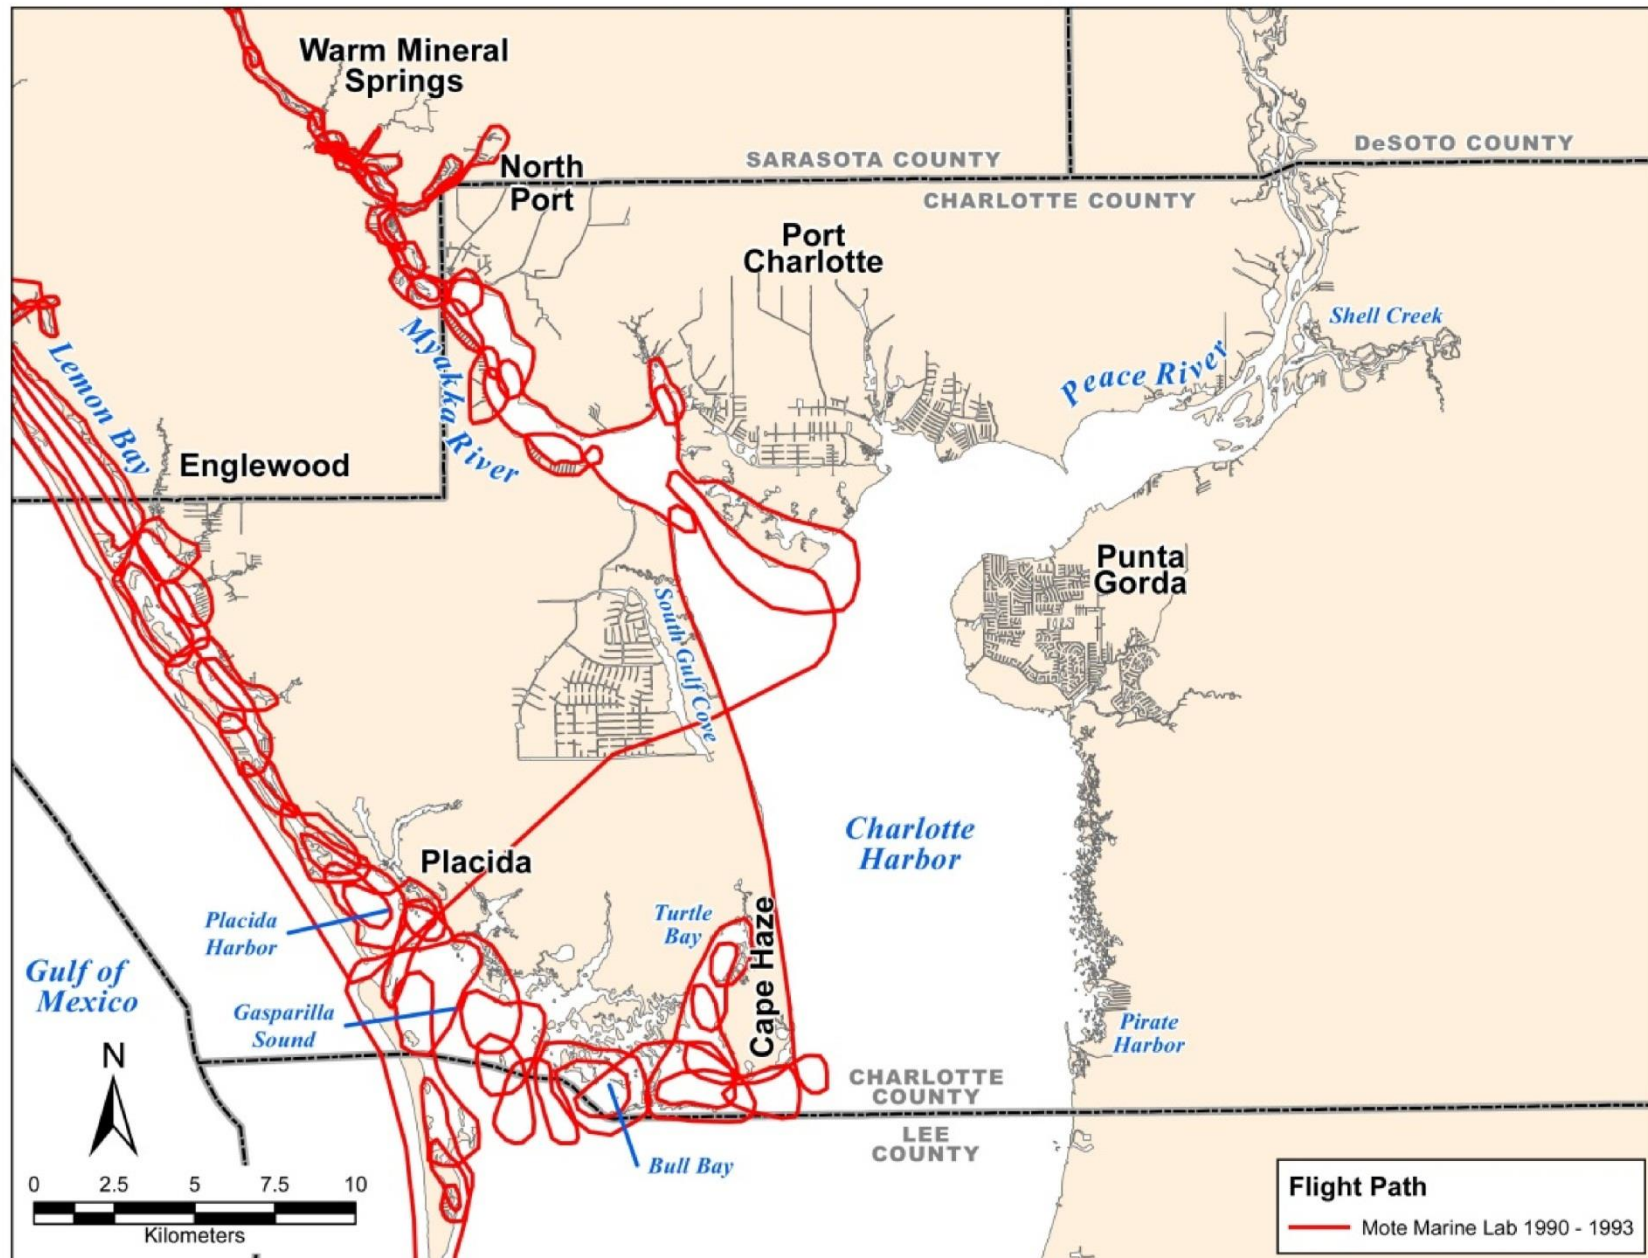 Warm Mineral
Springs
North
Port
SARASOTA COUNTY
DeSOTO COUNTY
CHARLOTTE COUNTY
Port
Charlotte
Shell Creek
Peace River
Myakka River
Lemon Bay
Englewood
Punta
Gorda
South Gulf Cove
Charlotte
Harbor
Placida
Placida
Harbor
Turtle
Bay
Cape Haze
Gulf of
Mexico
Gasparilla
Sound
Pirate
Harbor
N
CHARLOTTE
COUNTY
LEE
COUNTY
Bull Bay
0 2.5 5 7.5 10
Kilometers
Flight Path
Mote Marine Lab 1990 - 1993